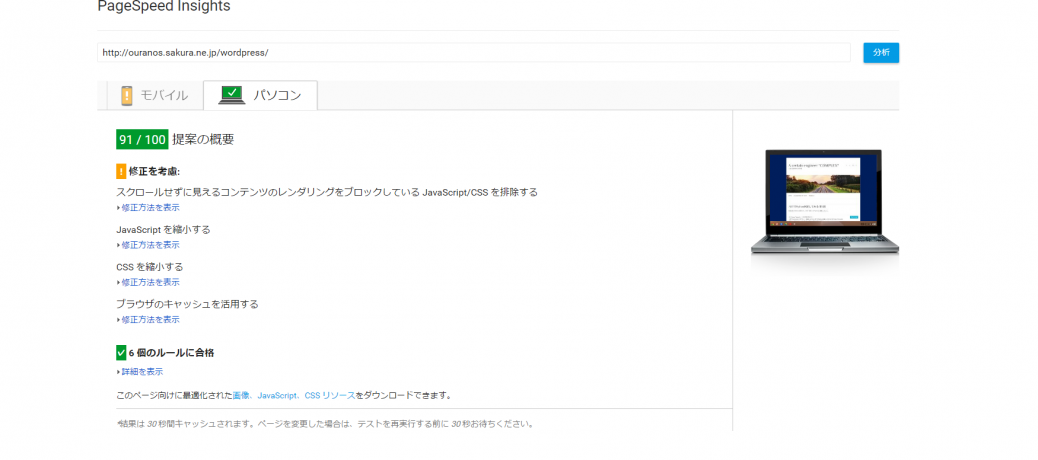 PageSpeed Insights
http://ouranos.sakura.ne.jp/wordpress/
分析
モバイル
パソコン
91 / 100 提案の概要
! 修正を考慮:
スクロールせずに見えるコンテンツのレンダリングをブロックしている JavaScript/CSS を排除する
修正方法を表示
JavaScript を縮小する
修正方法を表示
CSS を縮小する
修正方法を表示
ブラウザのキャッシュを活用する
修正方法を表示
6 個のルールに合格
詳細を表示
このページ向けに最適化された画像、JavaScript、CSS リソースをダウンロードできます。
*結果は 30 秒間キャッシュされます。ページを変更した場合は、テストを再実行する前に 30 秒お待ちください。